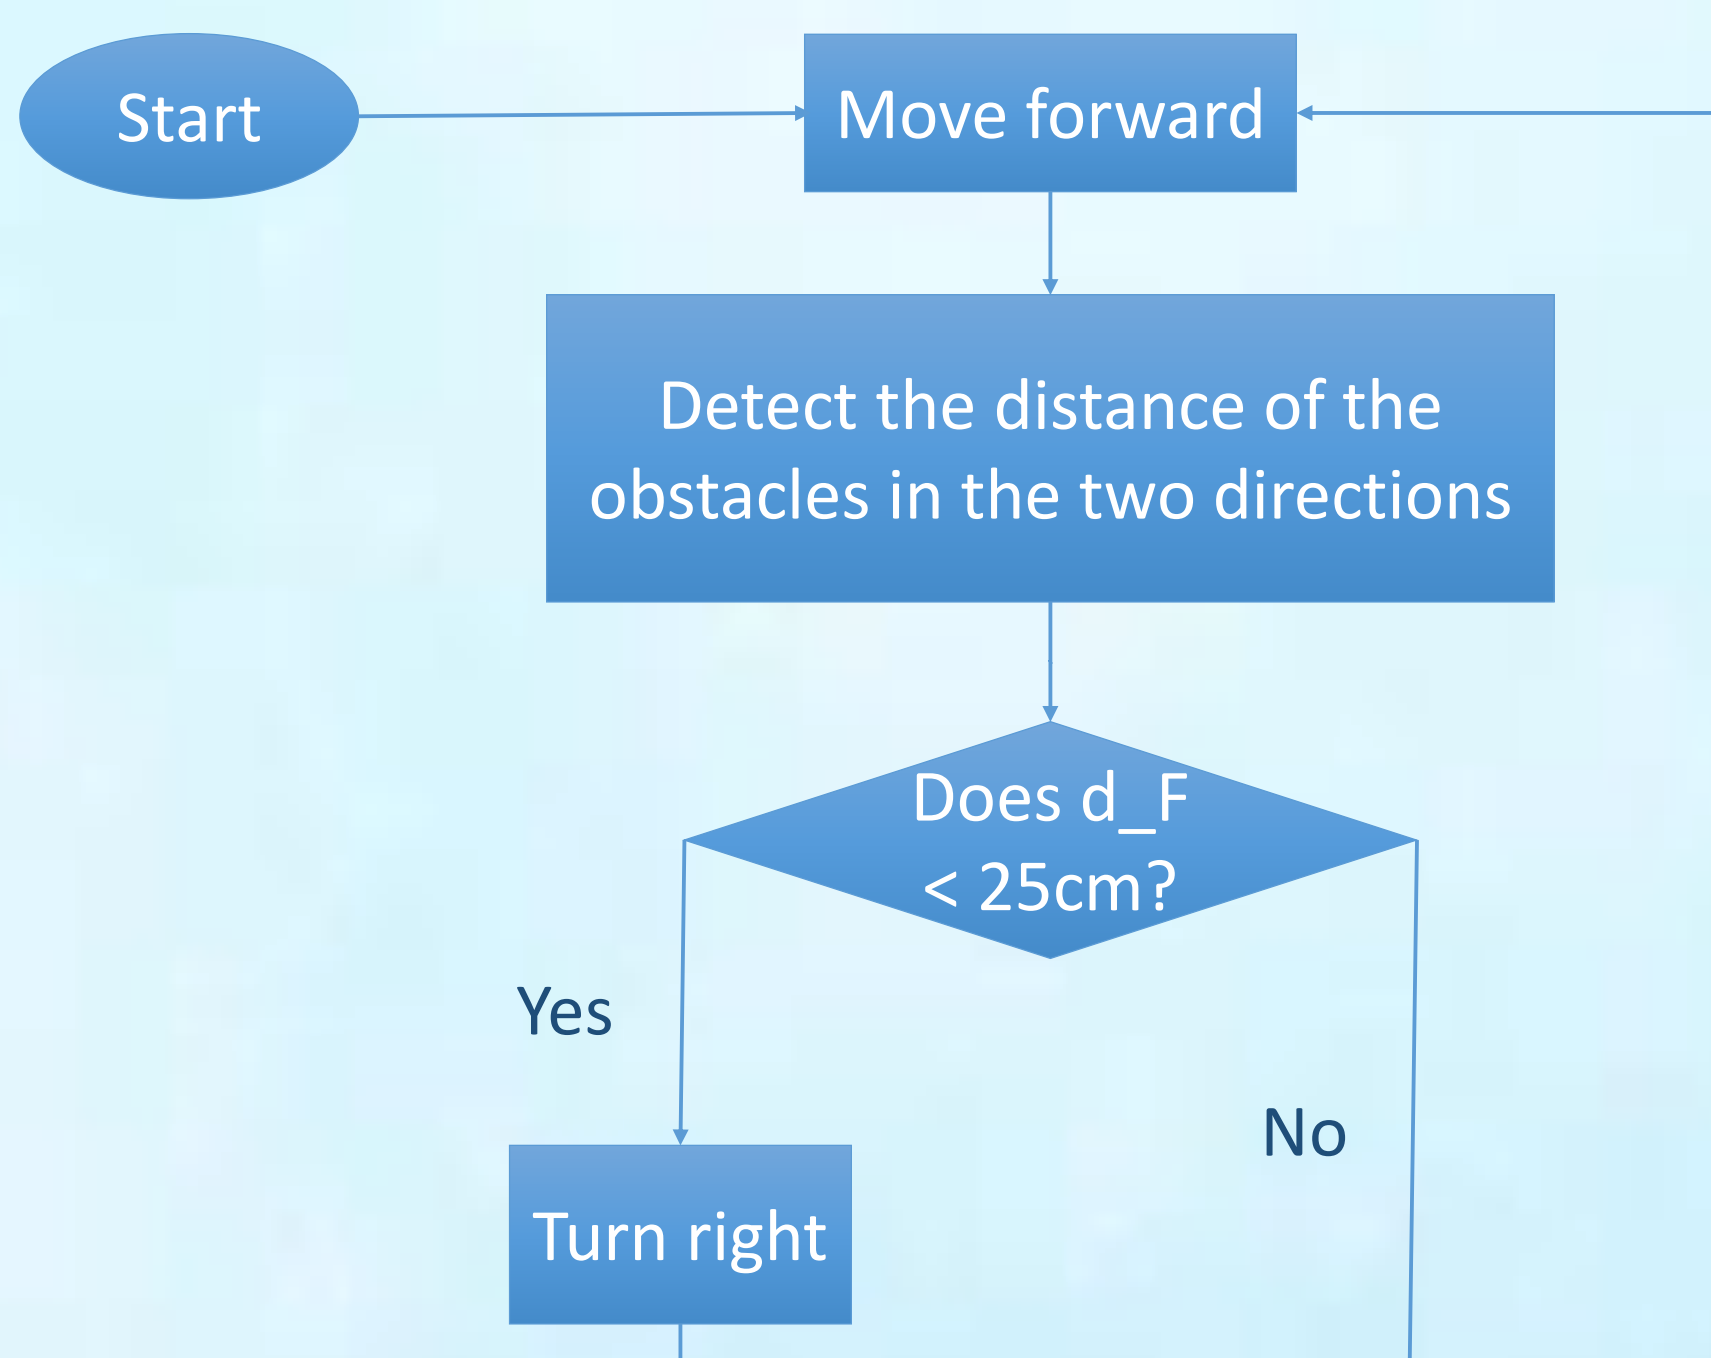 Start
Move forward
Detect the distance of the
obstacles in the two directions
Does d_F
< 25cm?
Yes
No
Turn right